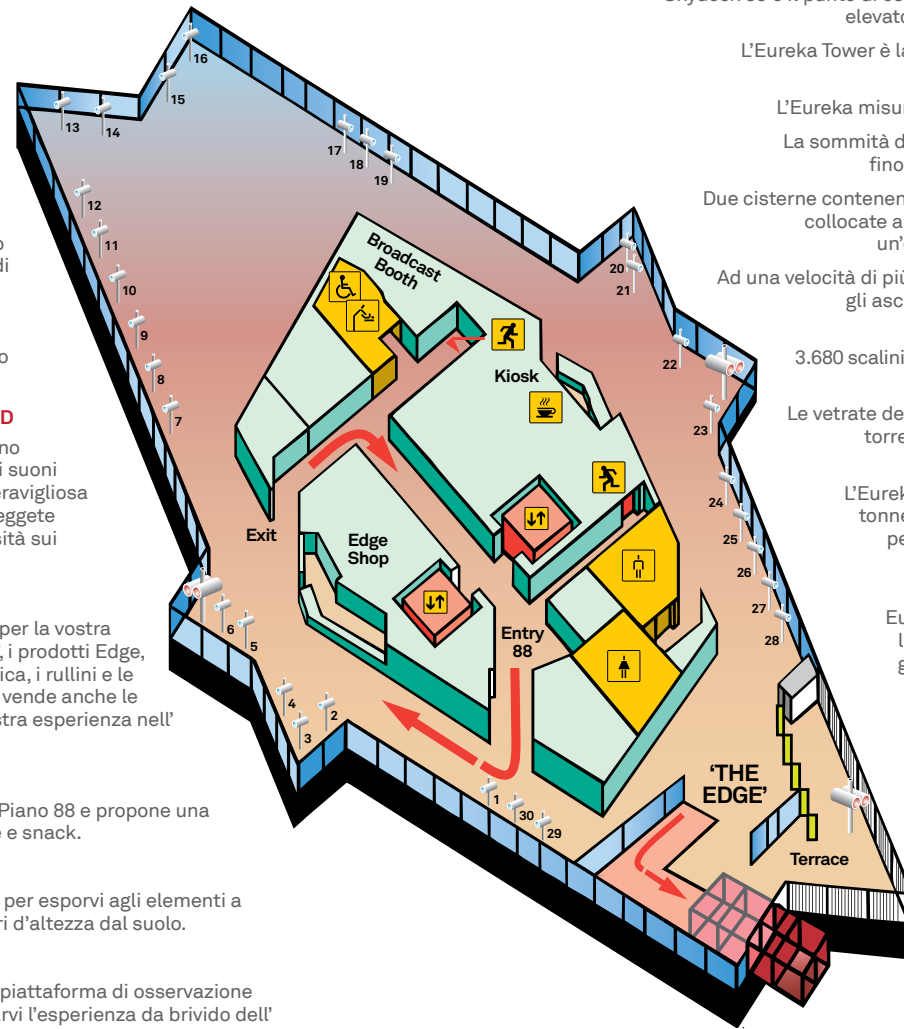 elevato
L'Eureka Tower è la
L'Eureka misur
La sommità d
fino
Due cisterne contenen
collocate a
un'
Ad una velocità di più
gli asc
3.680 scalini
Le vetrate de
torre
L'Eurek
tonne
pe
Eu
l
g
o
di
o
D
no
i suoni
eravigliosa
eggete
sità sui
per la vostra
, i prodotti Edge,
ica, i rullini e le
vende anche le
stra esperienza nell'
Piano 88 e propone una
e e snack.
per esporvi agli elementi a
ri d'altezza dal suolo.
piattaforma di osservazione
rvi l'esperienza da brivido dell'
16
15
13
14
17
18
19
12
11
10
9
8
7
20
21
22
23
24
25
26
27
28
6
5
4
3
2
1
30
29
Broadcast
Booth
Kiosk
Exit
Edge
Shop
Entry
88
'THE
EDGE'
Terrace